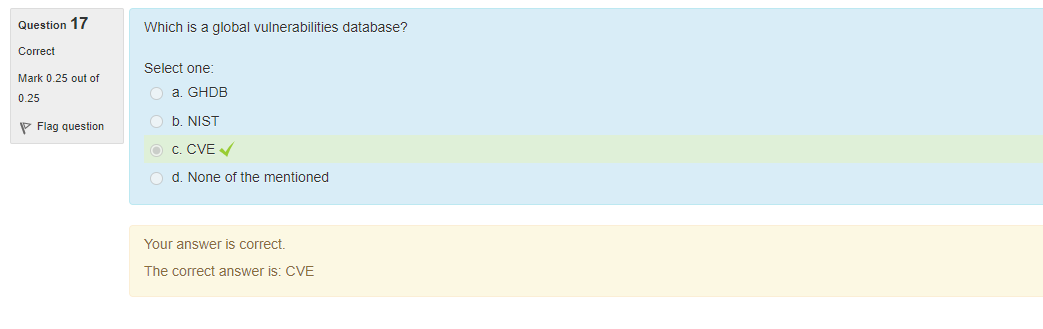 Question 17
Correct
Mark 0.25 out of
0.25
Flag question
Which is a global vulnerabilities database?
Select one:
a. GHDB
b. NIST
c. CVE
d. None of the mentioned
Your answer is correct.
The correct answer is: CVE